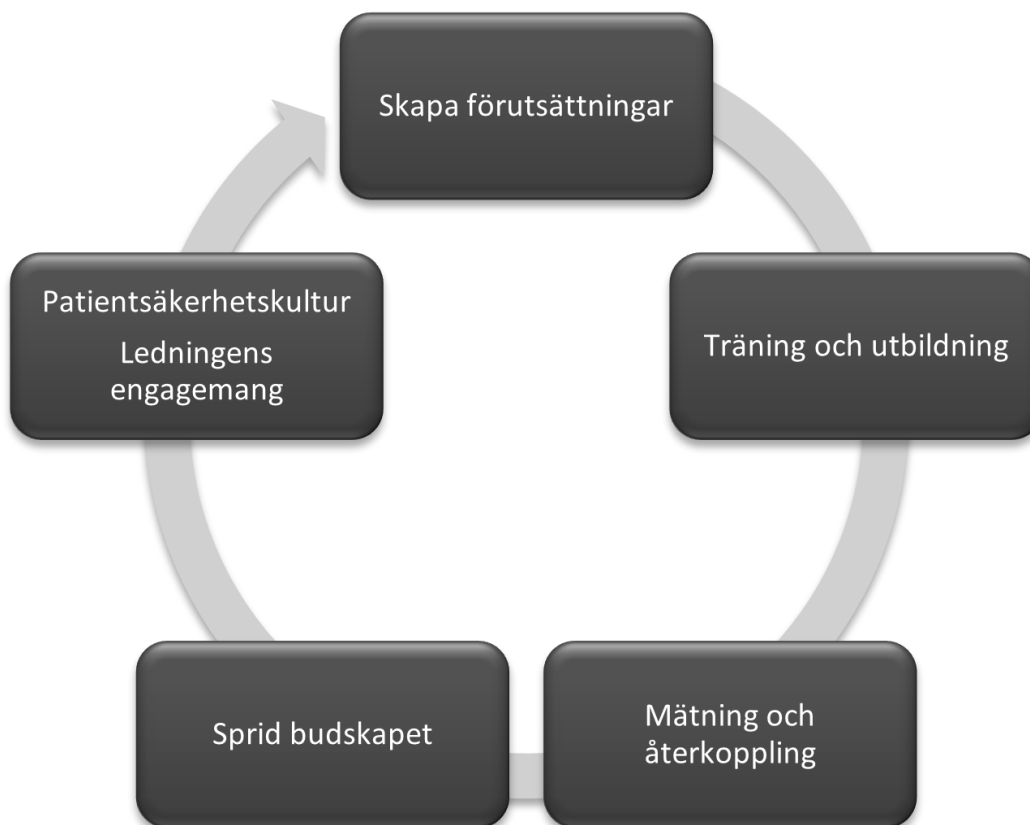 Skapa förutsättningar
Träning och utbildning
Mätning och
återkoppling
Sprid budskapet
Patientsäkerhetskultur
Ledningens
engagemang